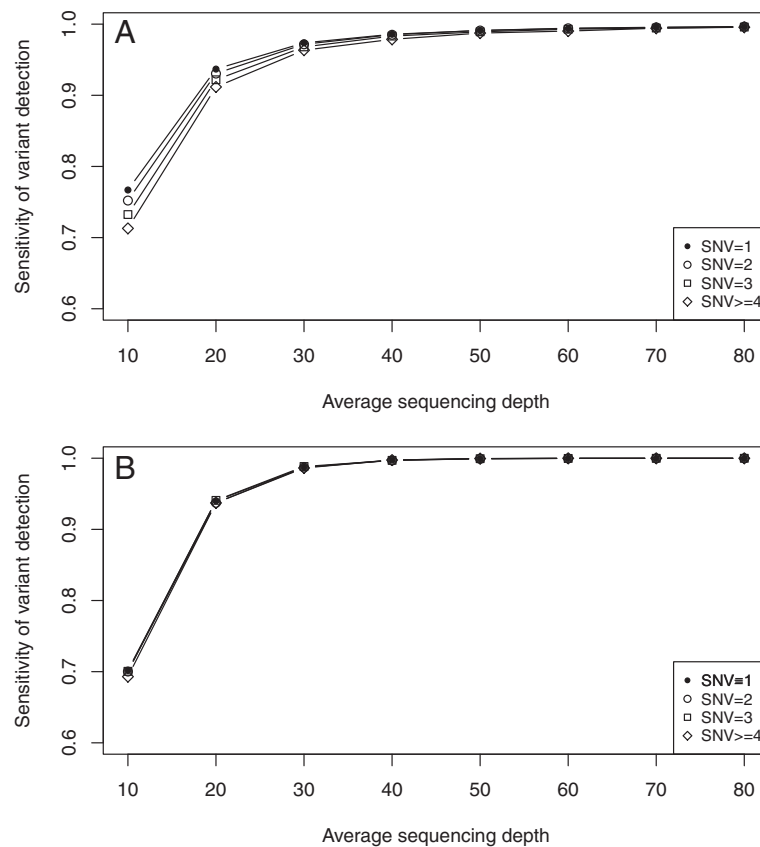 A
Sensitivity of variant detection
1.0
0.9
0.8
0.7
0.6
SNV=1
SNV=2
SNV=3
SNV>=4
10 20 30 40 50 60 70 80
Average sequencing depth
B
Sensitivity of variant detection
1.0
0.9
0.8
0.7
0.6
SNV=1
SNV=2
SNV=3
SNV>=4
10 20 30 40 50 60 70 80
Average sequencing depth